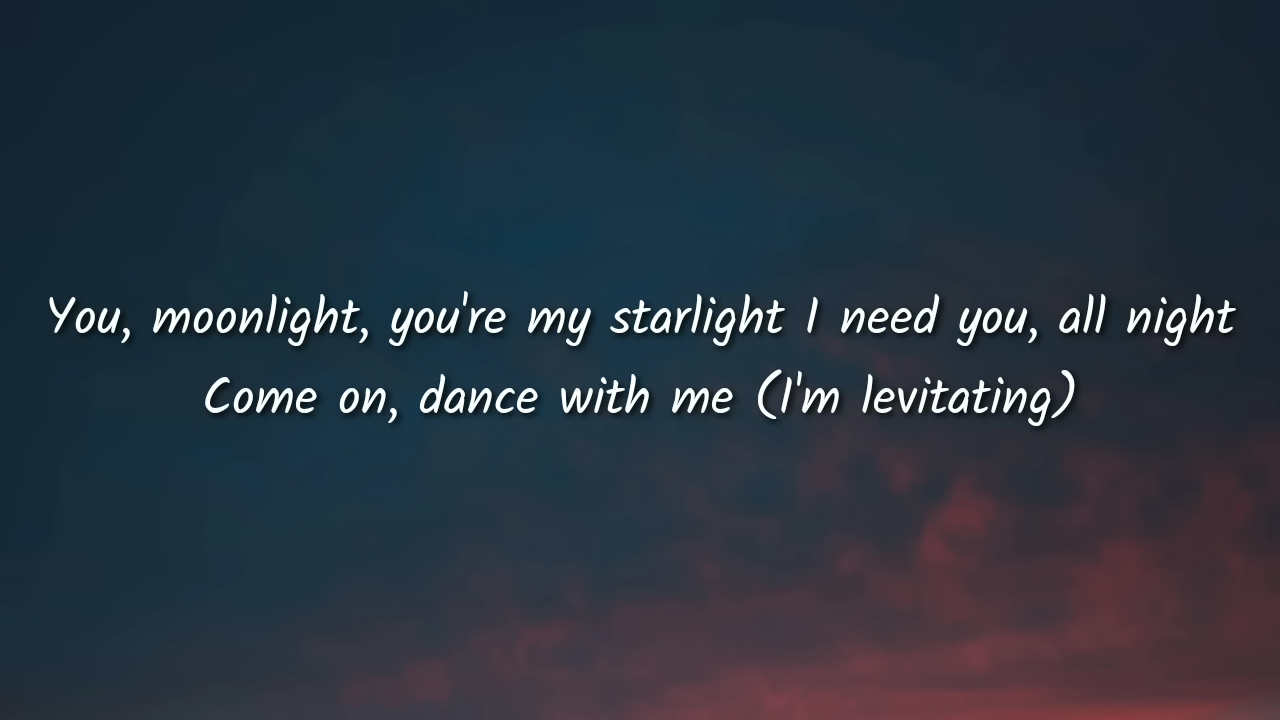 You, moonlight, you're my starlight I need you, all night
Come on, dance with me (I'm levitating)